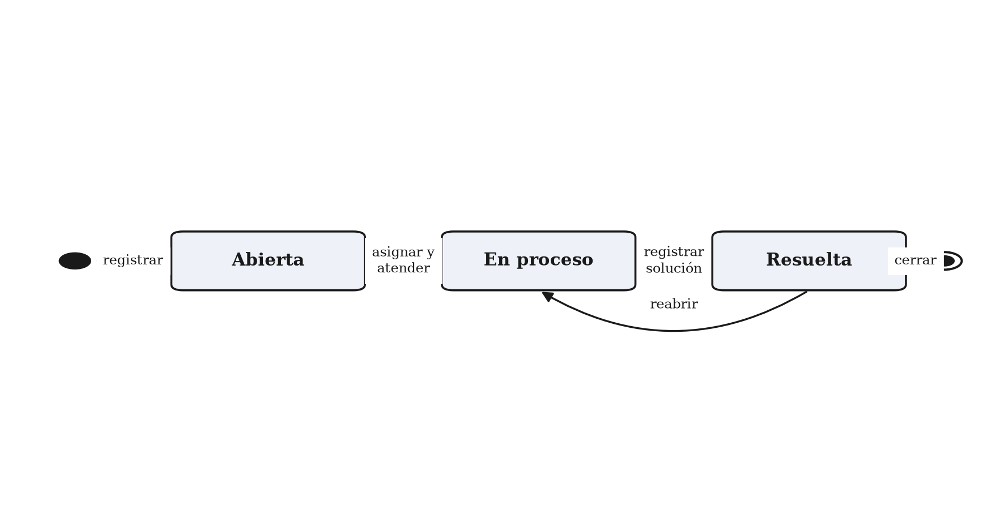 registrar
Abierta
asignar y
atender
En proceso
registrar
solución
Resuelta
cerrar
reabrir